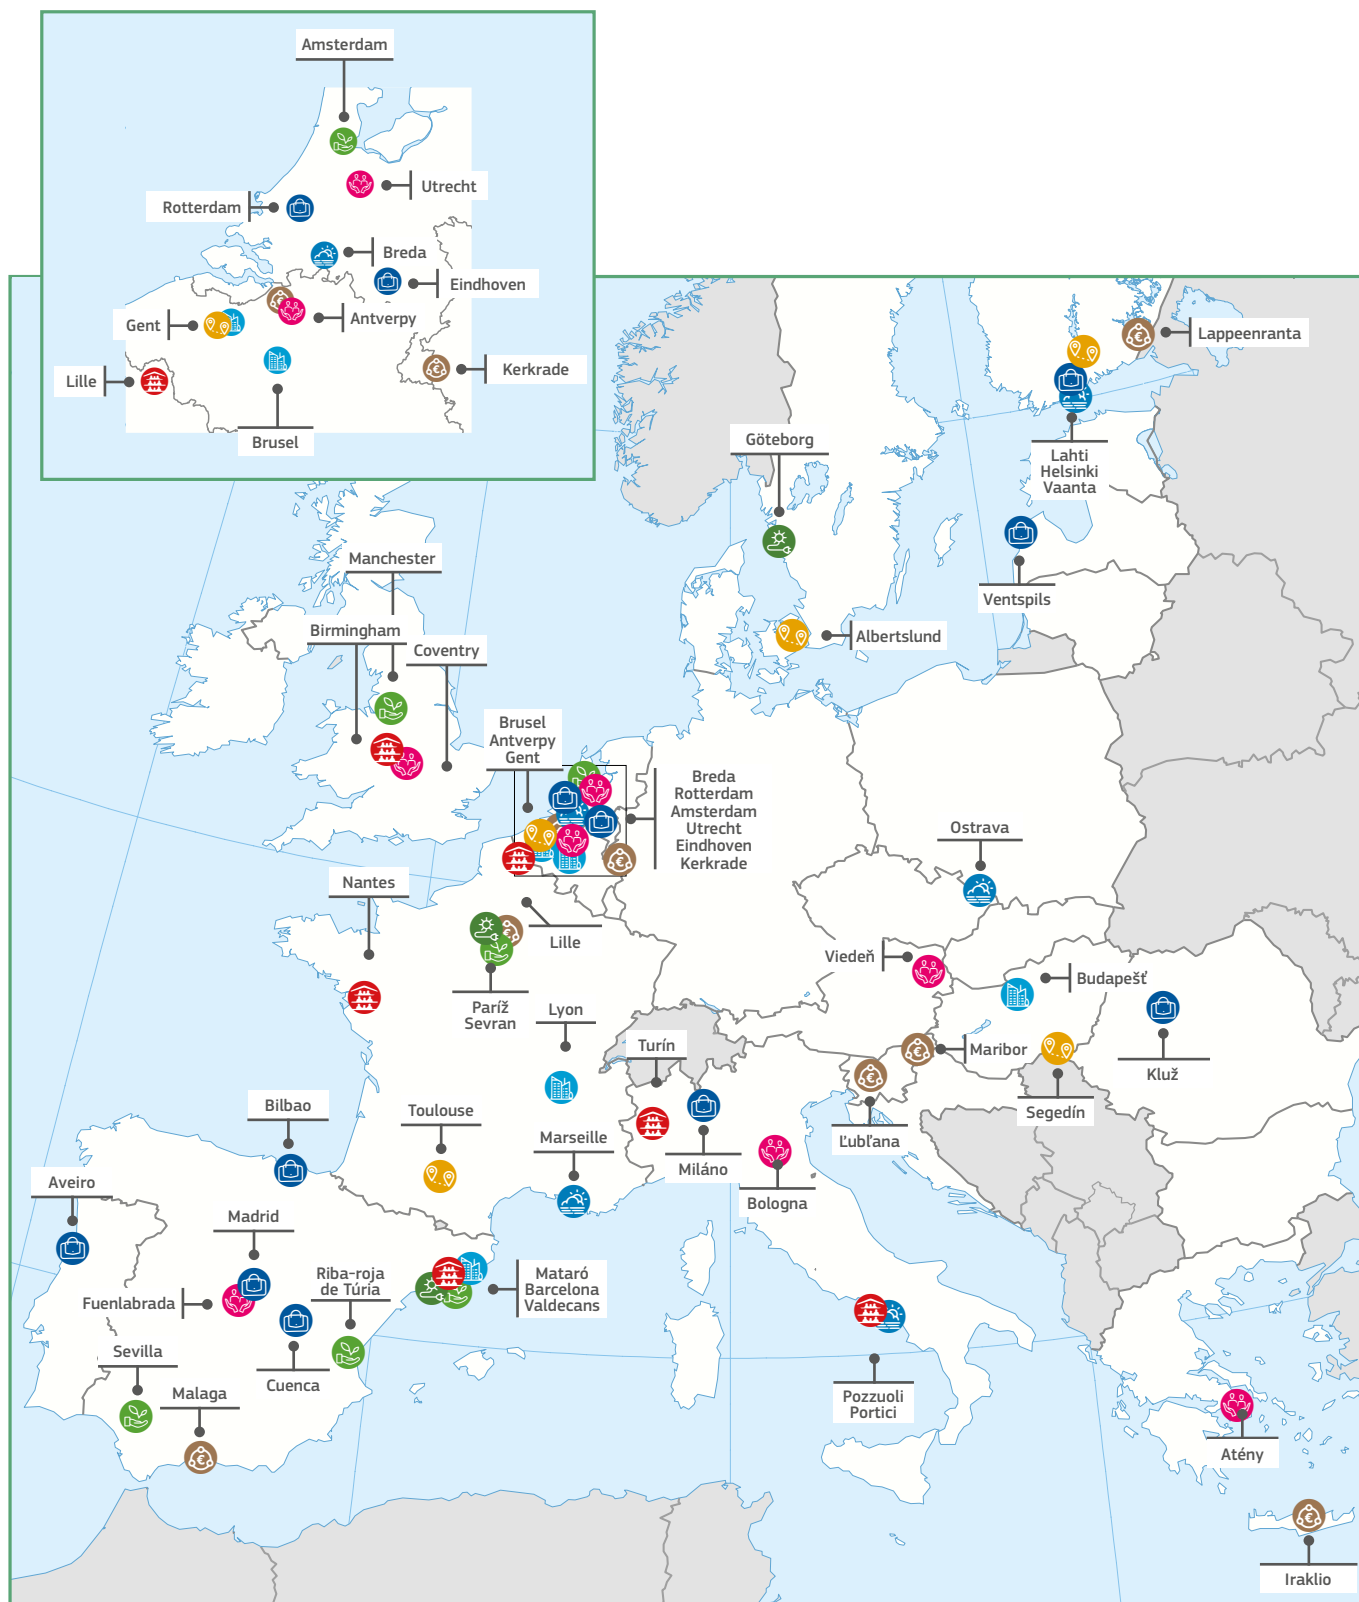 Amsterdam
Utrecht
Rotterdam
Breda
Eindhoven
Antverpy
Gent
Kerkrade
Lille
Brusel
Lappeenranta
Göteborg
Lahti
Helsinki
Vaanta
Manchester
Ventspils
Birmingham
Albertslund
Coventry
Brusel
Antverpy
Gent
Breda
Rotterdam
Amsterdam
Utrecht
Eindhoven
Kerkrade
Ostrava
Nantes
Lille
Viedeň
Budapešť
Paríž
Sevran
Lyon
Turín
Maribor
Kluž
Bilbao
Toulouse
Segedín
Marseille
Ľubľana
Miláno
Aveiro
Bologna
Madrid
Riba-roja
de Túria
Mataró
Barcelona
Valdecans
Fuenlabrada
Sevilla
Cuenca
Malaga
Pozzuoli
Portici
Atény
Iraklio